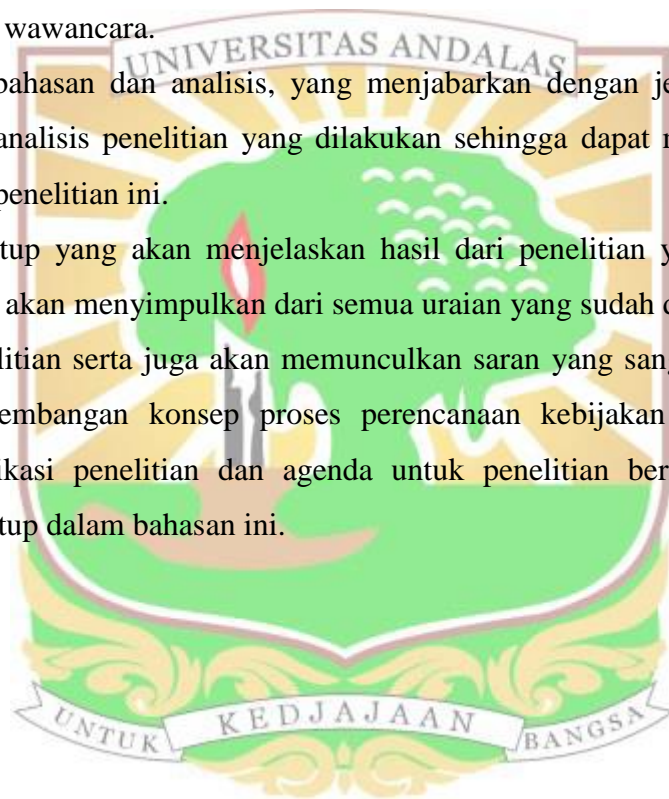 wawancara.
UNIVERSITAS ANDALAS
bahasan dan analisis, yang menjabarkan dengan je
analisis penelitian yang dilakukan sehingga dapat
penelitian ini.
tup yang akan menjelaskan hasil dari penelitian y
akan menyimpulkan dari semua uraian yang sudah d
litian serta juga akan memunculkan saran yang sang
embangan konsep proses perencanaan kebijakan
ikasi penelitian dan agenda untuk penelitian ber
tup dalam bahasan ini.
UNTUK KEDJAJAAN BANGSA